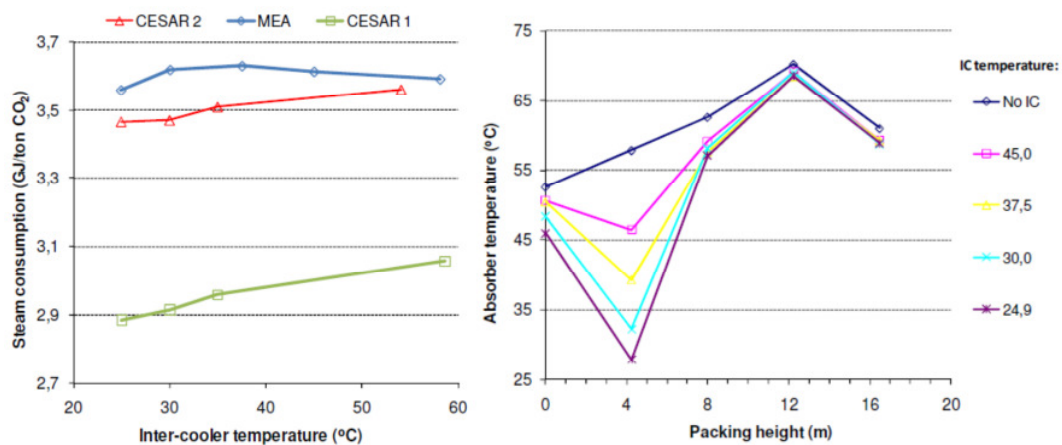 CESAR 2 MEA CESAR 1
3,7
3,5
3,3
3,1
2,9
2,7
20 30 40 50 60
Steam consumption (GJ/ton CO2)
Inter-cooler temperature (ºC)
75
65
55
45
35
25
0 4 8 12 16 20
Absorber temperature (ºC)
Packing height (m)
IC temperature:
No IC
45,0
37,5
30,0
24,9